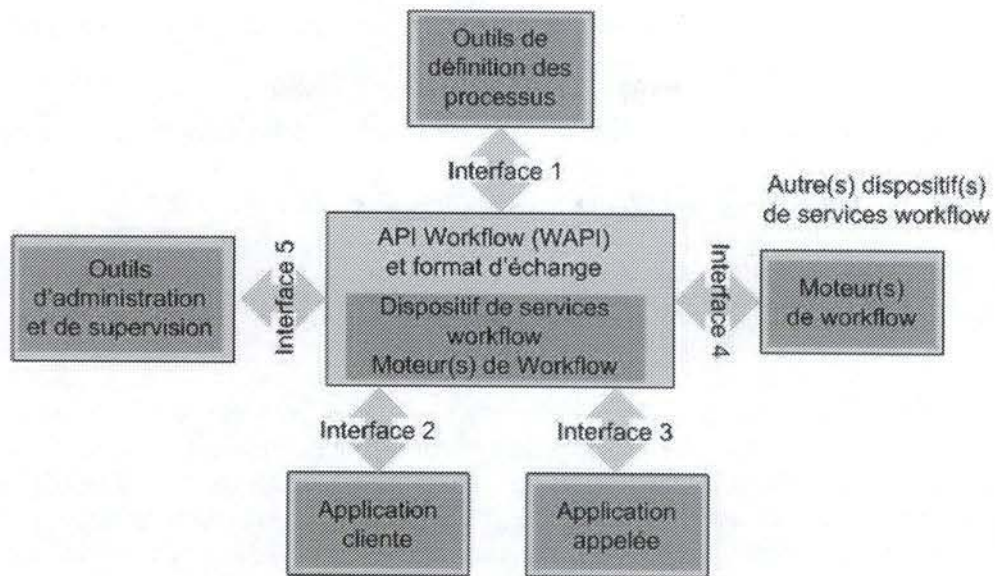 Outils de
définition des
processus
Interface 1
Autre(s) dispositif(s)
de services workflow
API Workflow (WAPI)
et format d'échange
Outils
d'administration
et de supervision
Interface 5
Dispositif de services
workflow
Moteur(s) de Workflow
Interface 4
Moteur(s)
de workflow
Interface 2
Interface 3
Application
cliente
Application
appelée